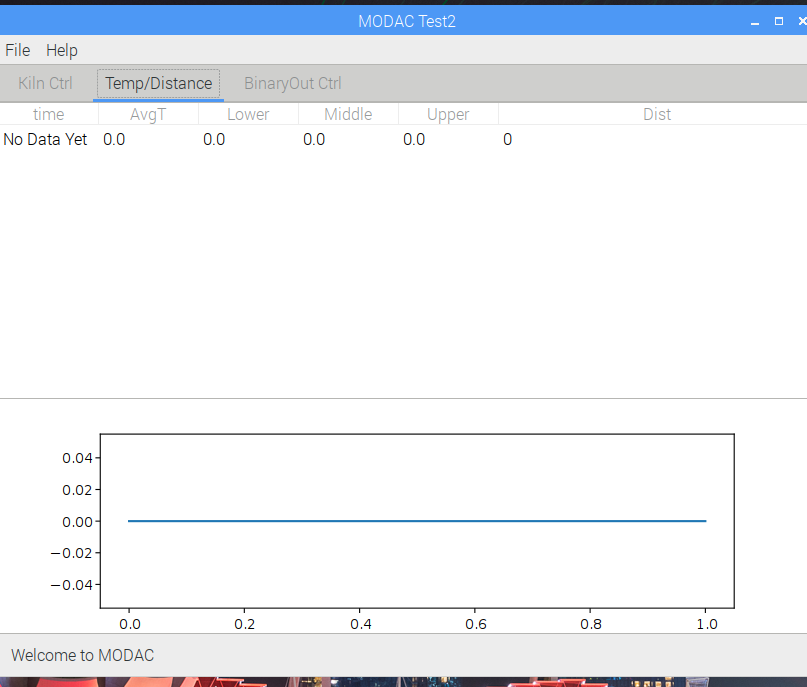 MODAC Test2
File Help
Kiln Ctrl Temp/Distance BinaryOut Ctrl
time AvgT Lower Middle Upper Dist
No Data Yet 0.0 0.0 0.0 0.0 0
0.04
0.02
0.00
−0.02
−0.04
0.0 0.2 0.4 0.6 0.8 1.0
Welcome to MODAC